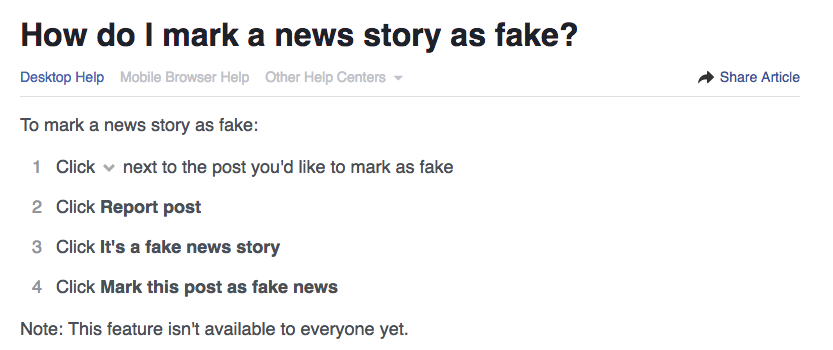 How do I mark a news story as fake?
Desktop Help Mobile Browser Help Other Help Centers Share Article
To mark a news story as fake:
1 Click next to the post you'd like to mark as fake
2 Click Report post
3 Click It's a fake news story
4 Click Mark this post as fake news
Note: This feature isn't available to everyone yet.